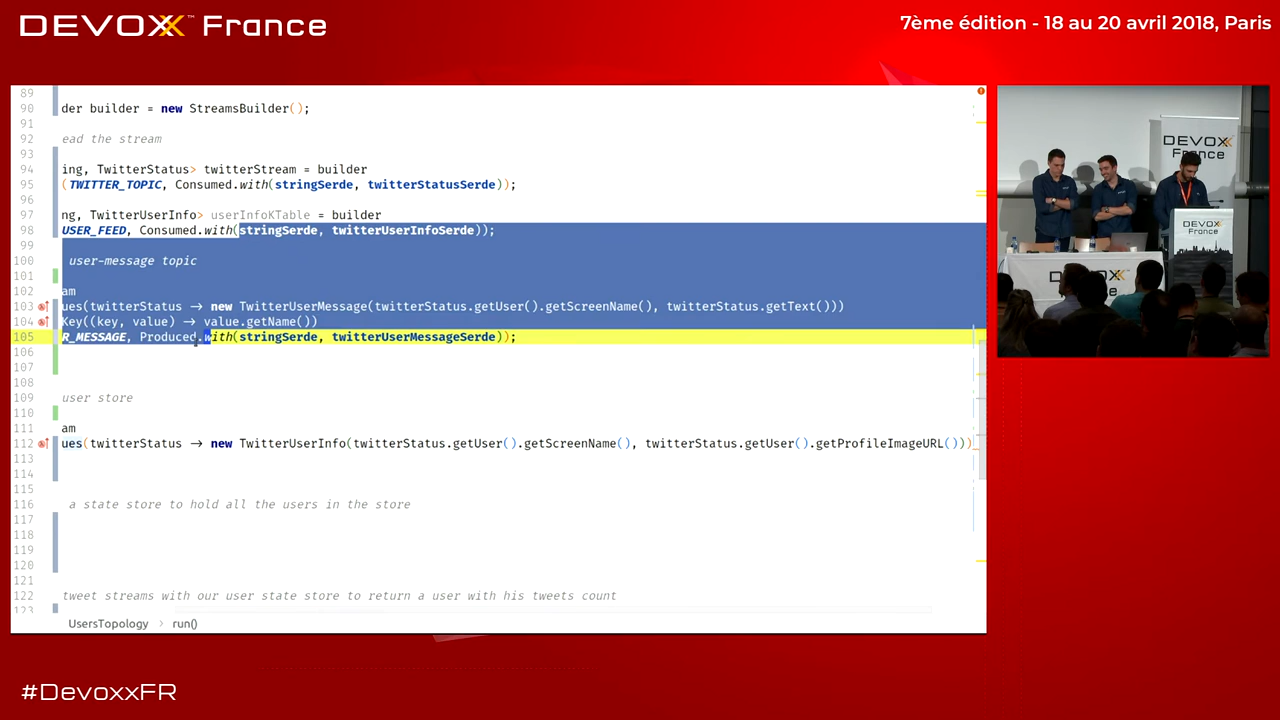 DEVOXX™ France
7ème édition - 18 au 20 avril 2018, Paris
89
90 der builder = new StreamsBuilder();
91
92 ead the stream
93
94 ing, TwitterStatus> twitterStream = builder
95 (TWITTER_TOPIC, Consumed.with(stringSerde, twitterStatusSerde));
96
97 ng, TwitterUserInfo> userInfoKTable = builder
98 USER_FEED, Consumed.with(stringSerde, twitterUserInfoSerde));
99
100 user-message topic
101
102 am
103 ues(twitterStatus → new TwitterUserMessage(twitterStatus.getUser().getScreenName(), twitterStatus.getText()))
104 Key((key, value) → value.getName())
105 R_MESSAGE, Produced.with(stringSerde, twitterUserMessageSerde));
106
107
108
109 user store
110
111 am
112 ues(twitterStatus → new TwitterUserInfo(twitterStatus.getUser().getScreenName(), twitterStatus.getUser().getProfileImageURL()))
113
114
115
116 a state store to hold all the users in the store
117
118
119
120
121
122 tweet streams with our user state store to return a user with his tweets count
123
UsersTopology > run()
DEVOXX
France
DEVOXX
France
DEVOXX
#DevoxxFR